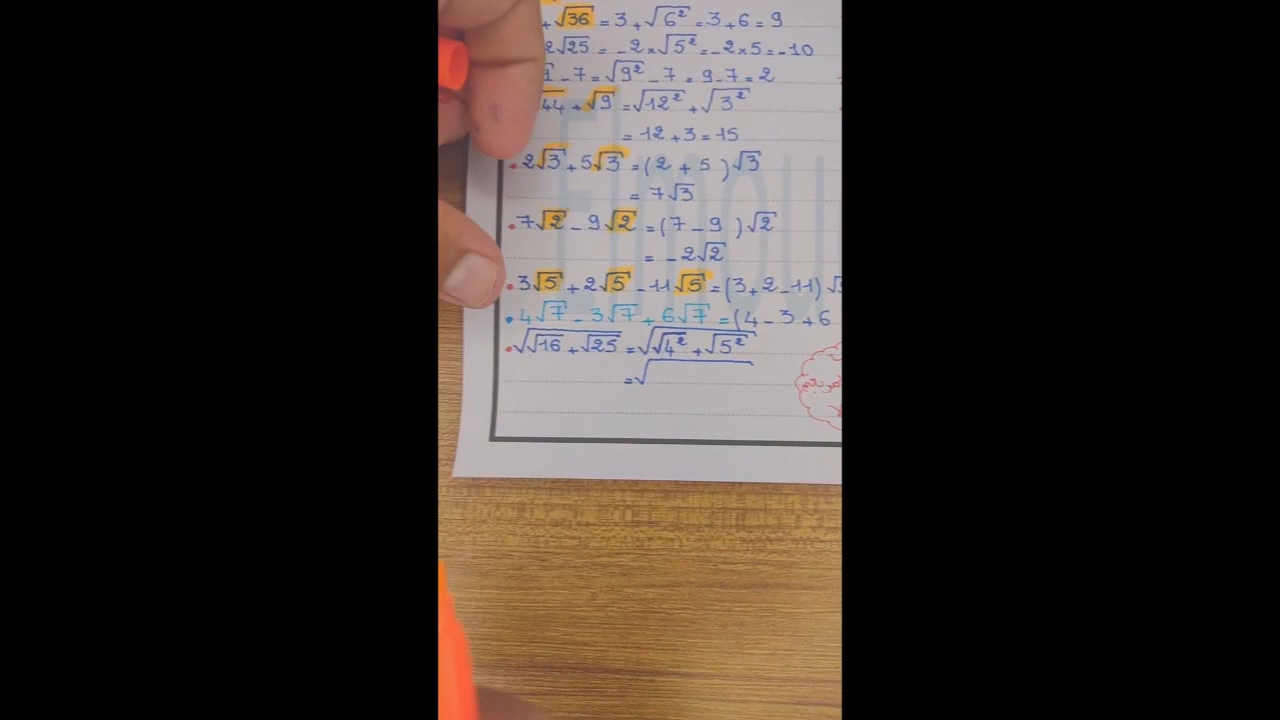 + √36 = 3 + √6² = 3 + 6 = 9
2√25 = -2×√5² = -2×5 = -10
- 7 = √9² - 7 = 9 - 7 = 2
44 + √9 = √12² + √3²
= 12 + 3 = 15
• 2√3 + 5√3 = (2 + 5)√3
= 7√3
• 7√2 - 9√2 = (7 - 9)√2
= -2√2
• 3√5 + 2√5 - 11√5 = (3 + 2 - 11)√5
• 4√7 - 3√7 + 6√7 = (4 - 3 + 6
• √(√16 + √25) = √(√4² + √5²)
= √
Elmou